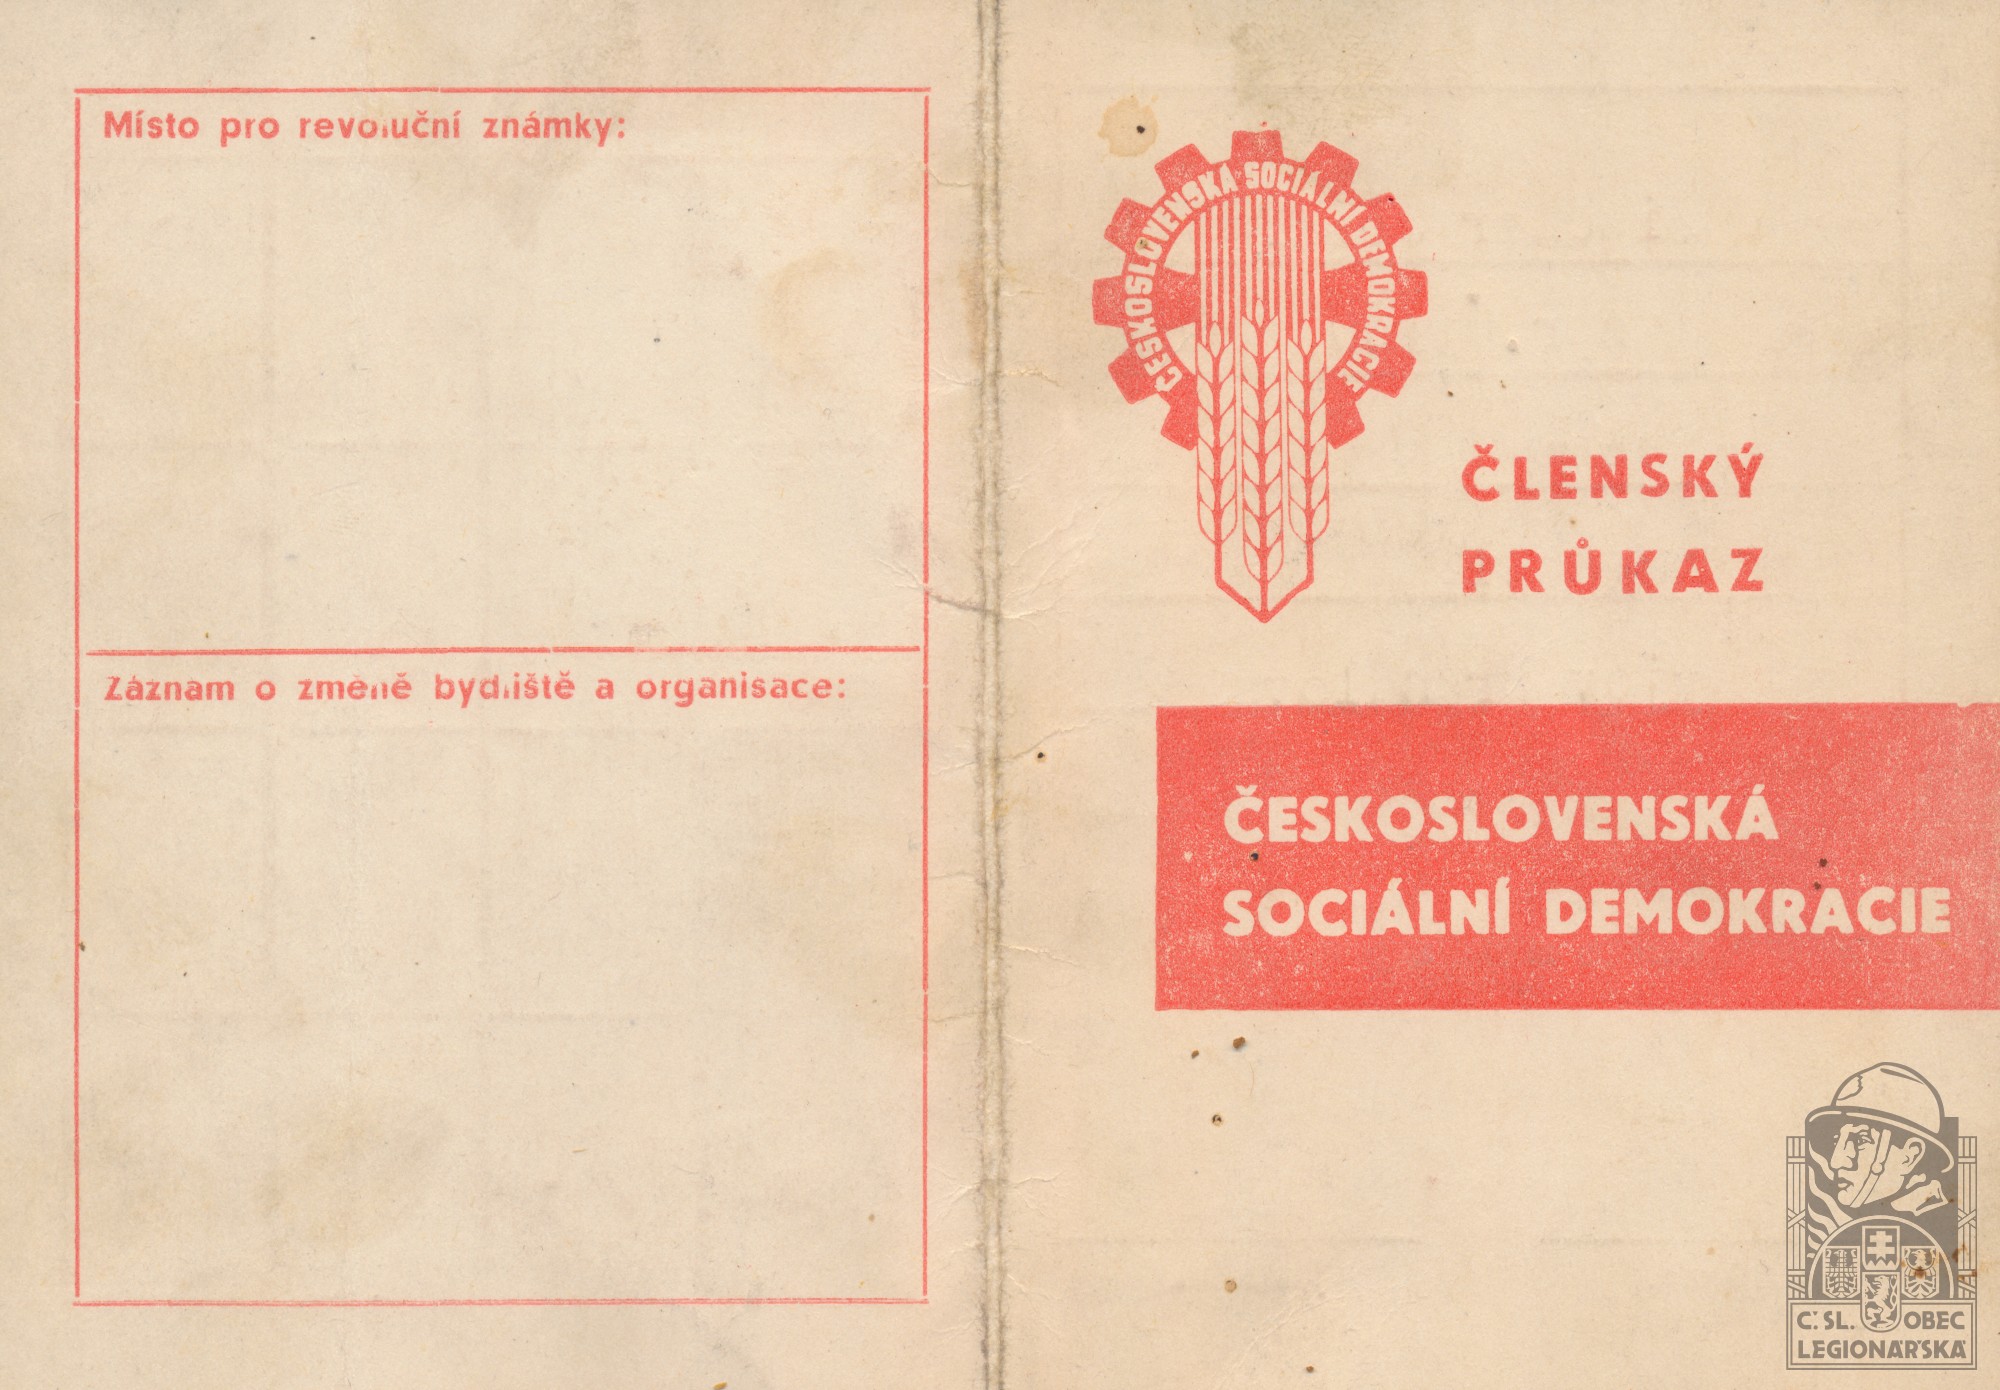 Místo pro revoluční známky:
Záznam o změně bydliště a organisace:
ČESKOSLOVENSKÁ SOCIÁLNÍ DEMOKRACIE
ČLENSKÝ
PRŮKAZ
ČESKOSLOVENSKÁ
SOCIÁLNÍ DEMOKRACIE
Č. SL. OBEC
LEGIONÁŘSKÁ